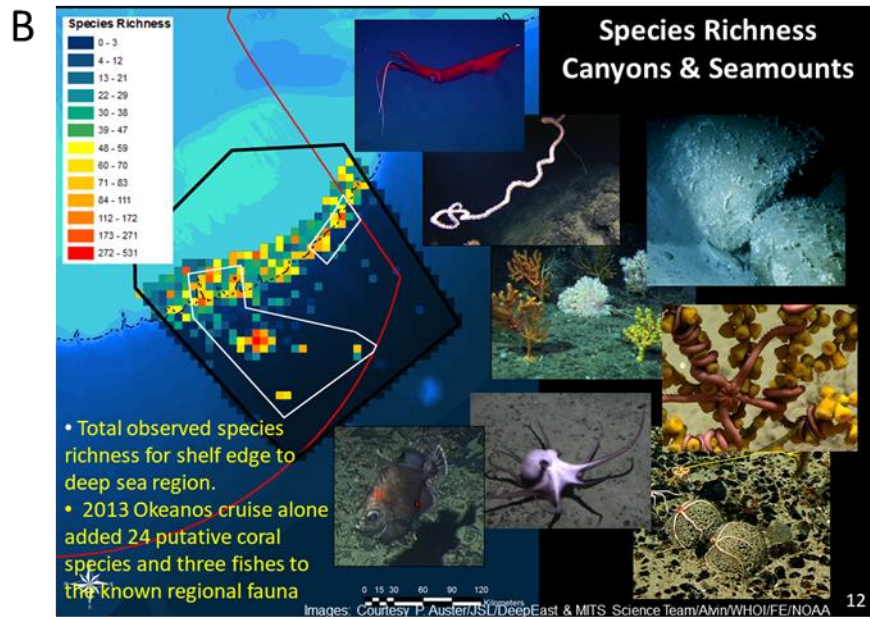 B
Species Richness
0 - 3
4 - 12
13 - 21
22 - 29
30 - 38
39 - 47
48 - 59
60 - 70
71 - 83
84 - 111
112 - 172
173 - 271
272 - 531
Species Richness
Canyons & Seamounts
• Total observed species
richness for shelf edge to
deep sea region.
• 2013 Okeanos cruise alone
added 24 putative coral
species and three fishes to
the known regional fauna
0 15 30 60 90 120
Kilometers
12
Images: Courtesy P. Auster/JSL/DeepEast & MITS Science Team/Alvin/WHOI/FE/NOAA